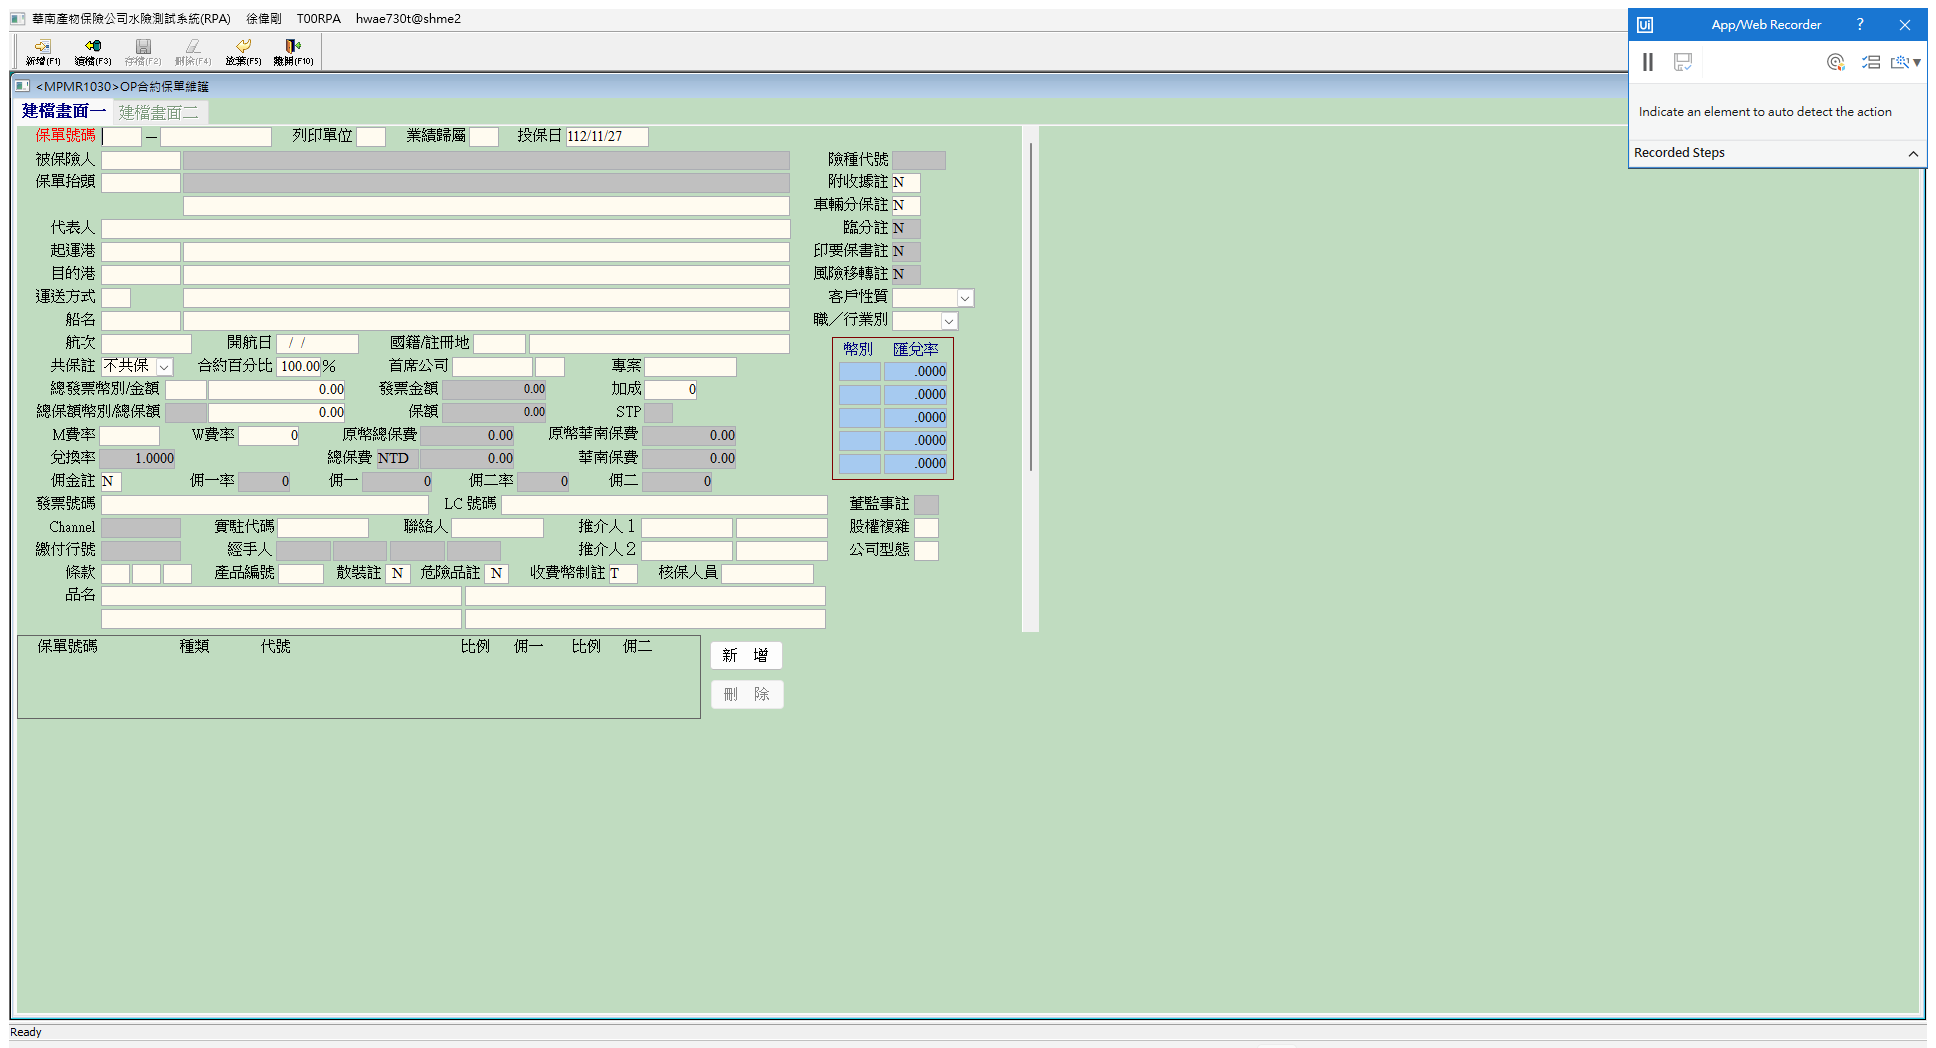 華南產物保險公司水險測試系統(RPA) 徐偉剛 T00RPA hwae730t@shme2
App/Web Recorder ?
新增(F1) 讀檔(F3) 存檔(F2) 刪除(F4) 放棄(F5) 離開(F10)
<MPMR1030>OP合約保單維護
Indicate an element to auto detect the action
Recorded Steps
建檔畫面一 建檔畫面二
保單號碼 — 列印單位 業績歸屬 投保日 112/11/27
被保險人 險種代號
保單抬頭 附收據註 N
車輛分保註 N
代表人 臨分註 N
起運港 印要保書註 N
目的港 風險移轉註 N
運送方式 客戶性質
船名 職／行業別
航次 開航日 / / 國籍/註冊地
幣別 匯兌率
共保註 不共保 合約百分比 100.00% 首席公司 專案 .0000
總發票幣別/金額 0.00 發票金額 0.00 加成 0 .0000
總保額幣別/總保額 0.00 保額 0.00 STP .0000
M費率 W費率 0 原幣總保費 0.00 原幣華南保費 0.00 .0000
兌換率 1.0000 總保費 NTD 0.00 華南保費 0.00 .0000
佣金註 N 佣一率 0 佣一 0 佣二率 0 佣二 0
發票號碼 LC 號碼 董監事註
Channel 實駐代碼 聯絡人 推介人1 股權複雜
繳付行號 經手人 推介人2 公司型態
條款 產品編號 散裝註 N 危險品註 N 收費幣制註 T 核保人員
品名
保單號碼 種類 代號 比例 佣一 比例 佣二
新 增
刪 除
Ready